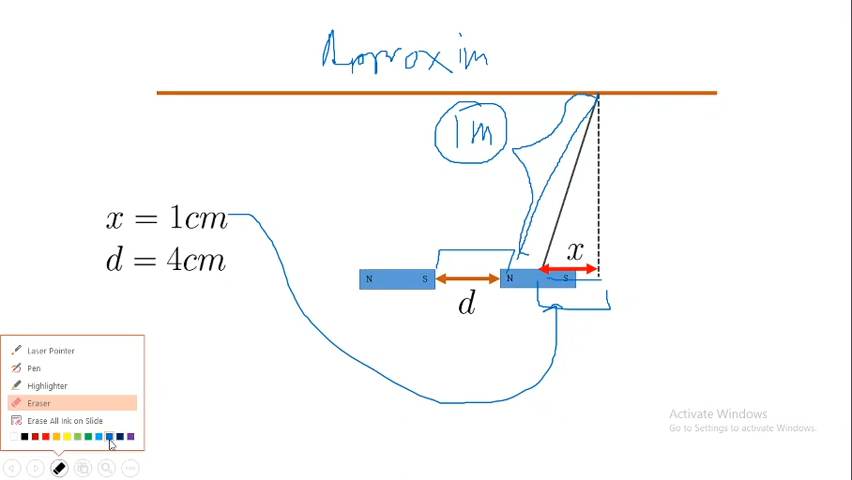 Approxim
1m
x = 1cm
d = 4cm
x
N S
N S
d
Laser Pointer
Pen
Highlighter
Eraser
Erase All Ink on Slide
Activate Windows
Go to Settings to activate Windows.